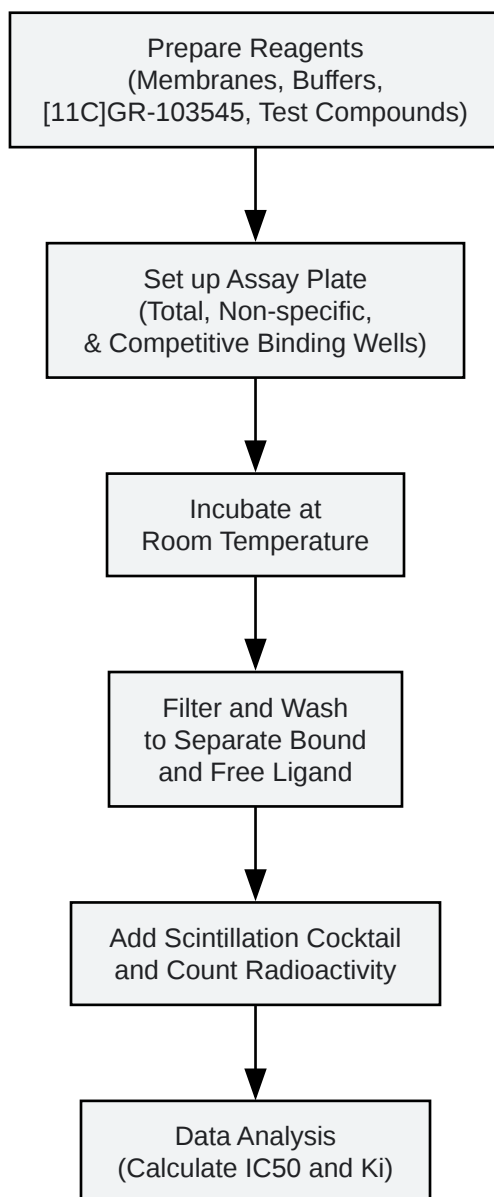 Prepare Reagents
(Membranes, Buffers,
[11C]GR-103545, Test Compounds)
Set up Assay Plate
(Total, Non-specific,
& Competitive Binding Wells)
Incubate at
Room Temperature
Filter and Wash
to Separate Bound
and Free Ligand
Add Scintillation Cocktail
and Count Radioactivity
Data Analysis
(Calculate IC50 and Ki)